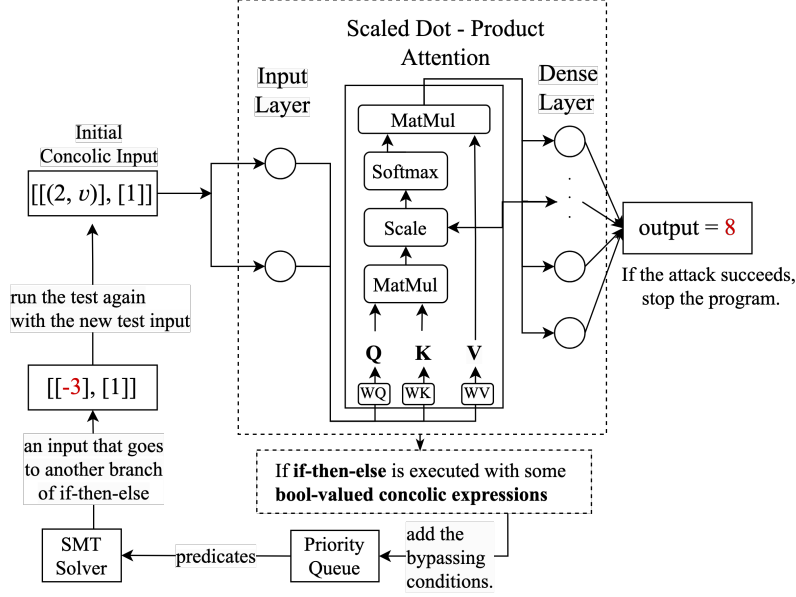 Scaled Dot - Product
Attention
Input
Layer
Dense
Layer
MatMul
Softmax
Scale
MatMul
Q K V
WQ WK WV
Initial
Concolic Input
[[(2, v)], [1]]
output = 8
If the attack succeeds,
stop the program.
run the test again
with the new test input
[[-3], [1]]
an input that goes
to another branch
of if-then-else
If if-then-else is executed with some
bool-valued concolic expressions
SMT
Solver
predicates
Priority
Queue
add the
bypassing
conditions.